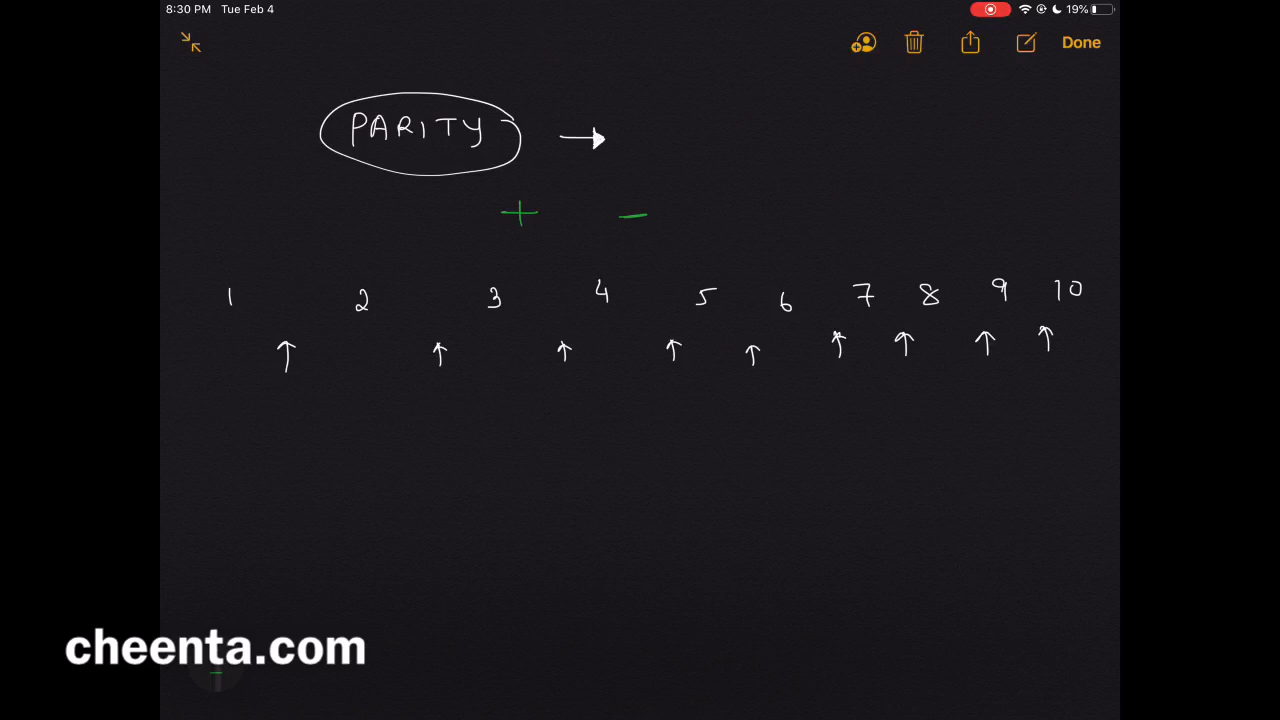 8:30 PM Tue Feb 4 19%
Done
PARITY →
+ −
1 2 3 4 5 6 7 8 9 10
↑ ↑ ↑ ↑ ↑ ↑ ↑ ↑ ↑
cheenta.com